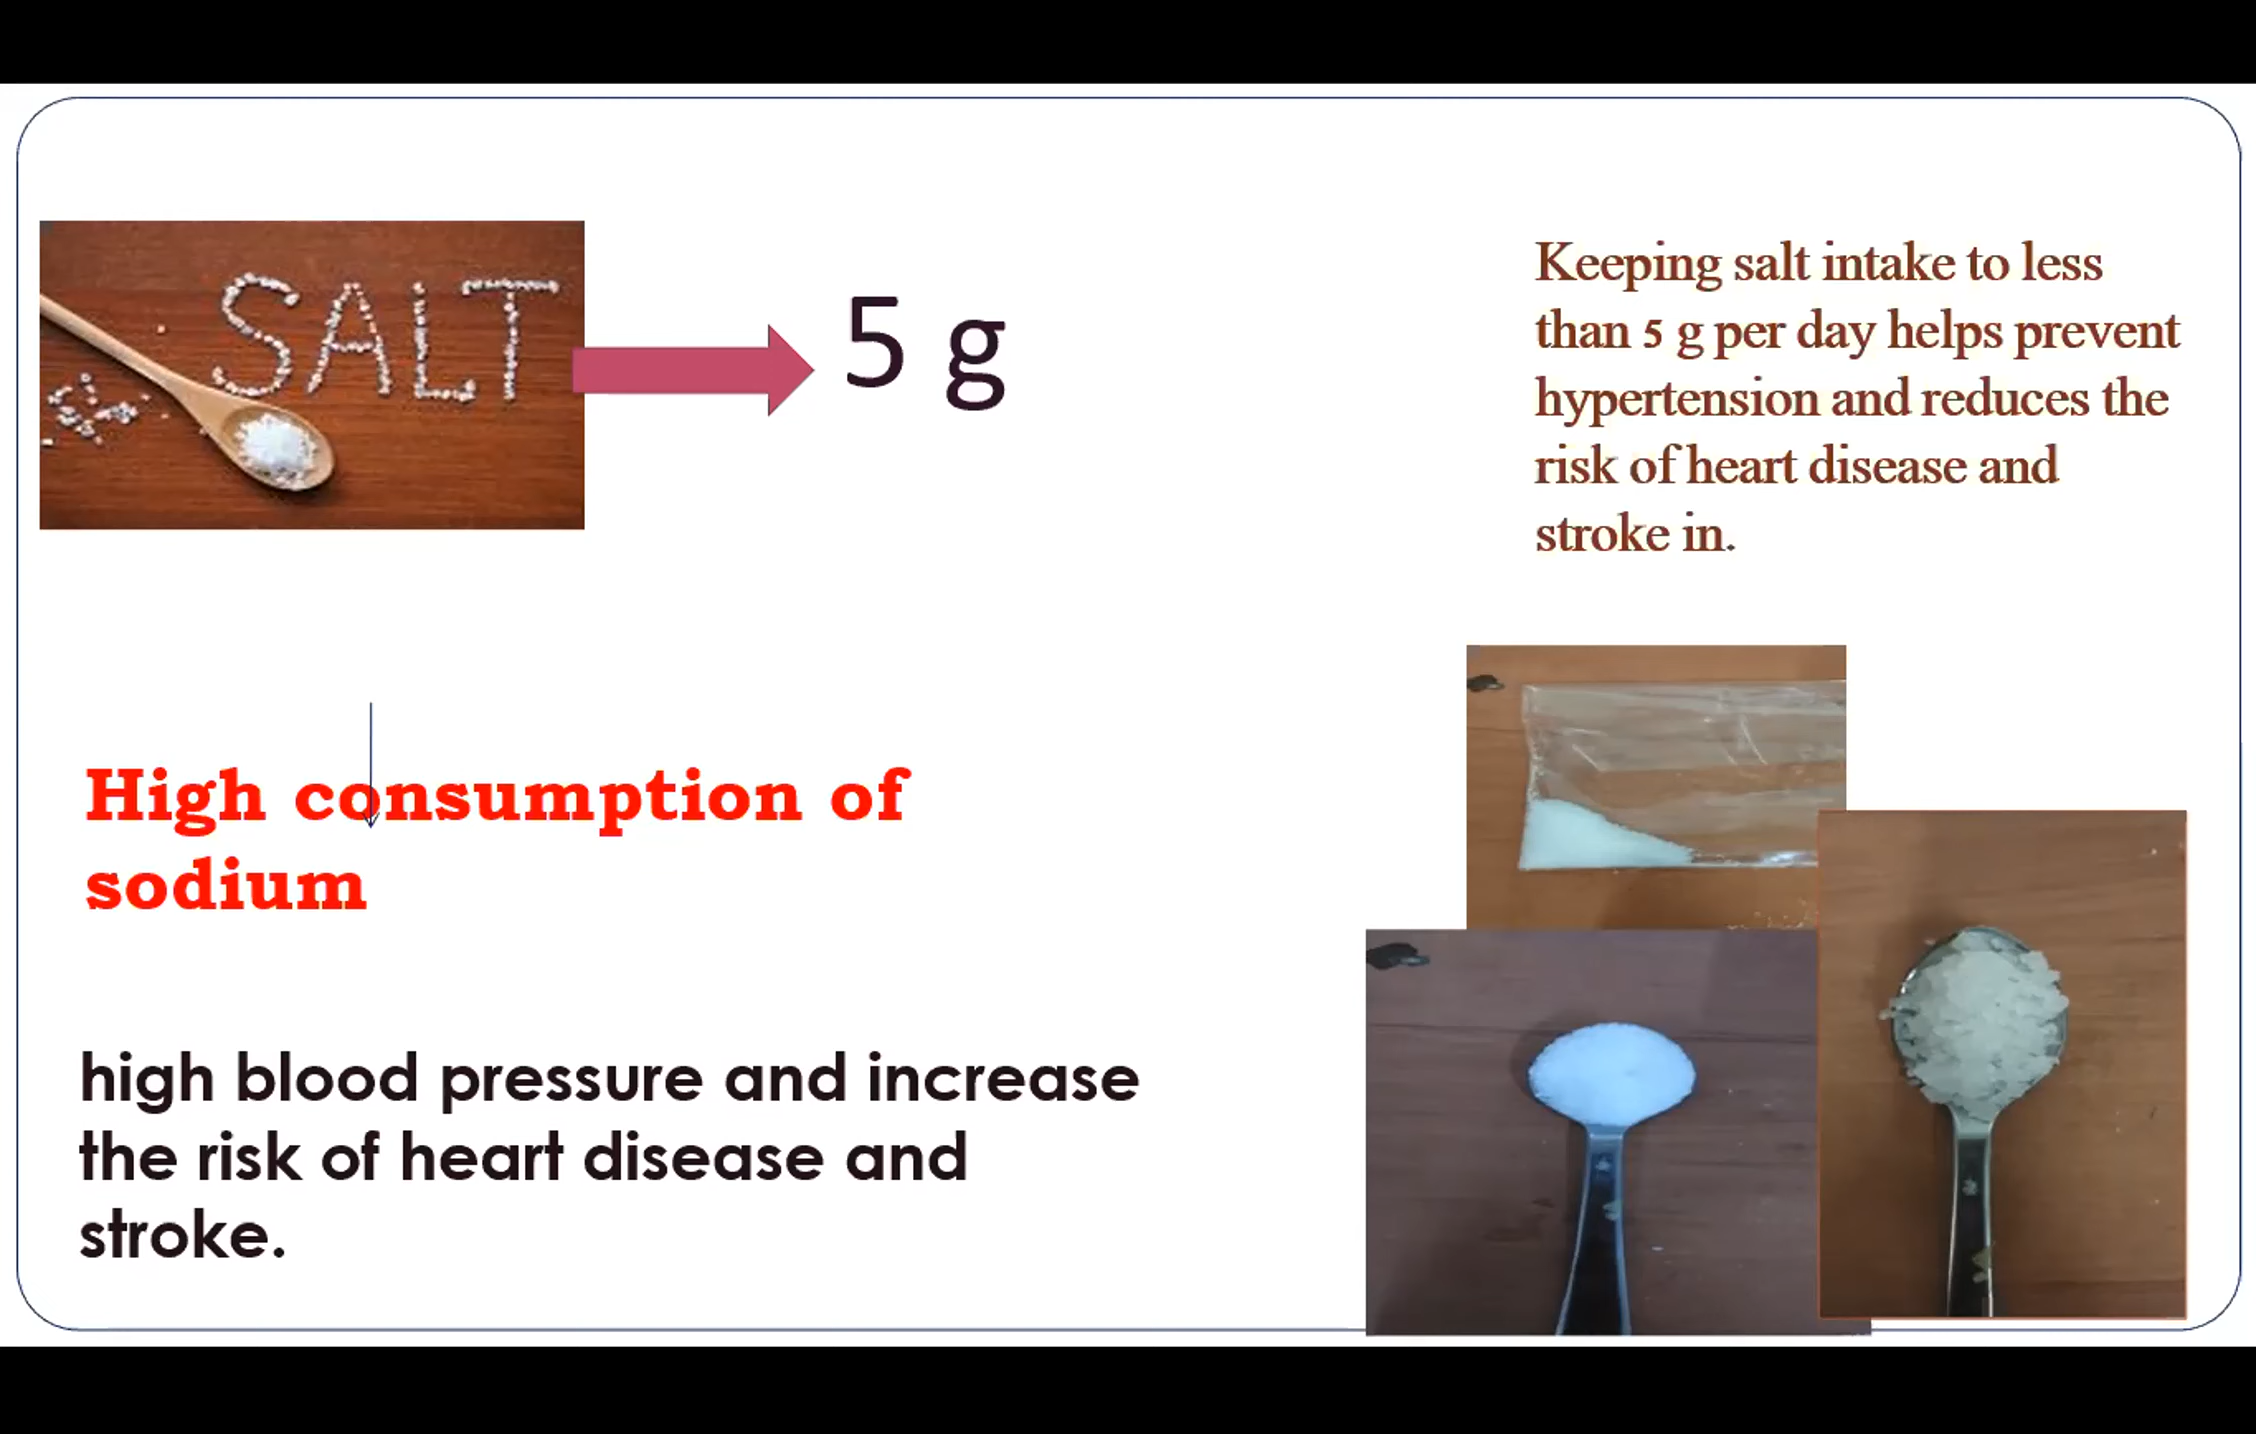 SALT
5 g
Keeping salt intake to less
than 5 g per day helps prevent
hypertension and reduces the
risk of heart disease and
stroke in.
High consumption of
sodium
high blood pressure and increase
the risk of heart disease and
stroke.